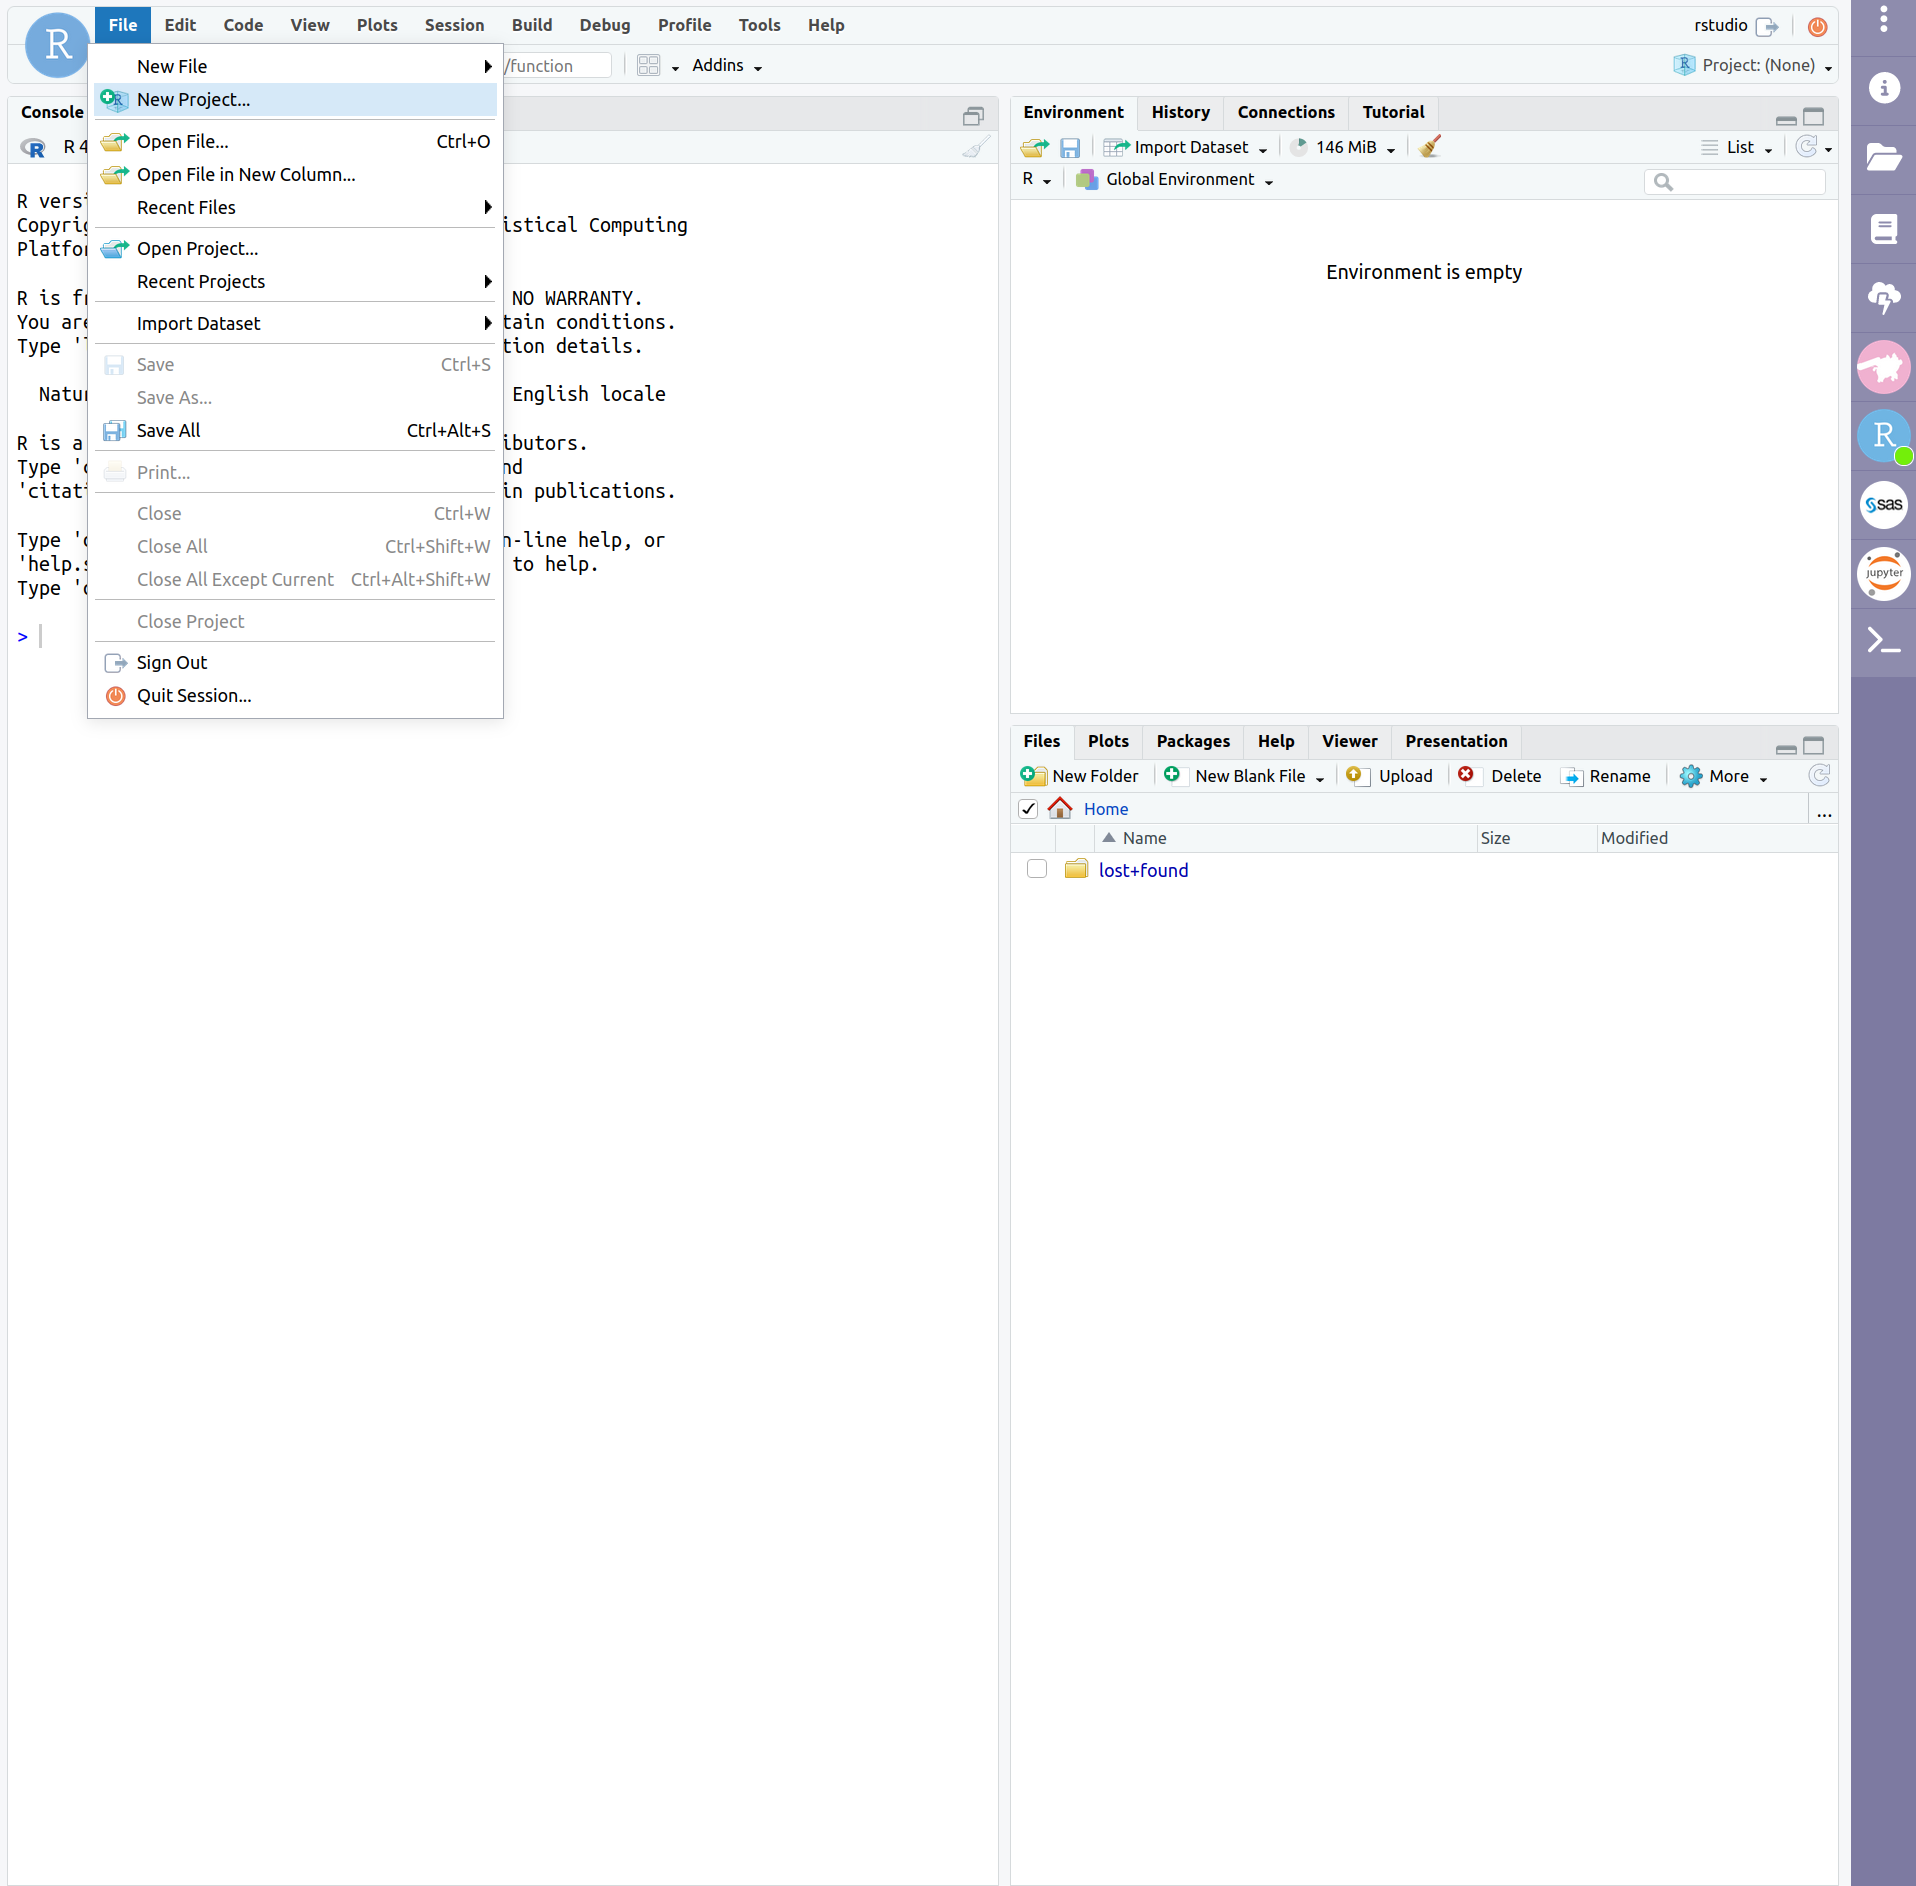 File Edit Code View Plots Session Build Debug Profile Tools Help
rstudio
R
/function
Addins
Project: (None)
New File
New Project...
Open File... Ctrl+O
Open File in New Column...
Recent Files
Open Project...
Recent Projects
Import Dataset
Save Ctrl+S
Save As...
Save All Ctrl+Alt+S
Print...
Close Ctrl+W
Close All Ctrl+Shift+W
Close All Except Current Ctrl+Alt+Shift+W
Close Project
Sign Out
Quit Session...
Console
R 4
R vers
Copyri istical Computing
Platfo
R is f NO WARRANTY.
You are tain conditions.
Type ' tion details.
Natu English locale
R is a ibutors.
Type ' nd
'citat in publications.
Type ' n-line help, or
'help. to help.
Type '
>
Environment History Connections Tutorial
Import Dataset 146 MiB List
R Global Environment
Environment is empty
Files Plots Packages Help Viewer Presentation
New Folder New Blank File Upload Delete Rename More
Home ...
Name Size Modified
lost+found
R
sas
jupyter